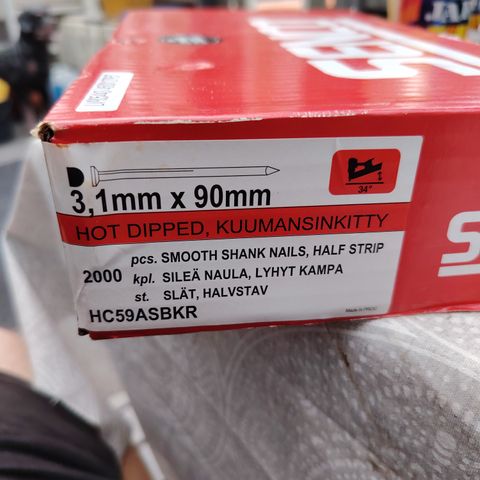 34°
3,1mm x 90mm
HOT DIPPED, KUUMANSINKITTY
2000
pcs. SMOOTH SHANK NAILS, HALF STRIP
kpl. SILEÄ NAULA, LYHYT KAMPA
st. SLÄT, HALVSTAV
HC59ASBKR